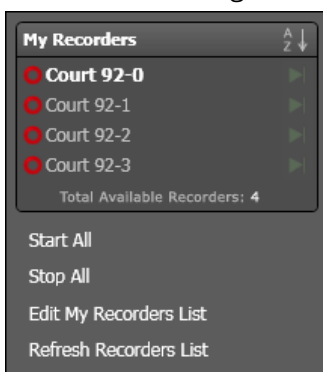 My Recorders A Z
Court 92-0
Court 92-1
Court 92-2
Court 92-3
Total Available Recorders: 4
Start All
Stop All
Edit My Recorders List
Refresh Recorders List